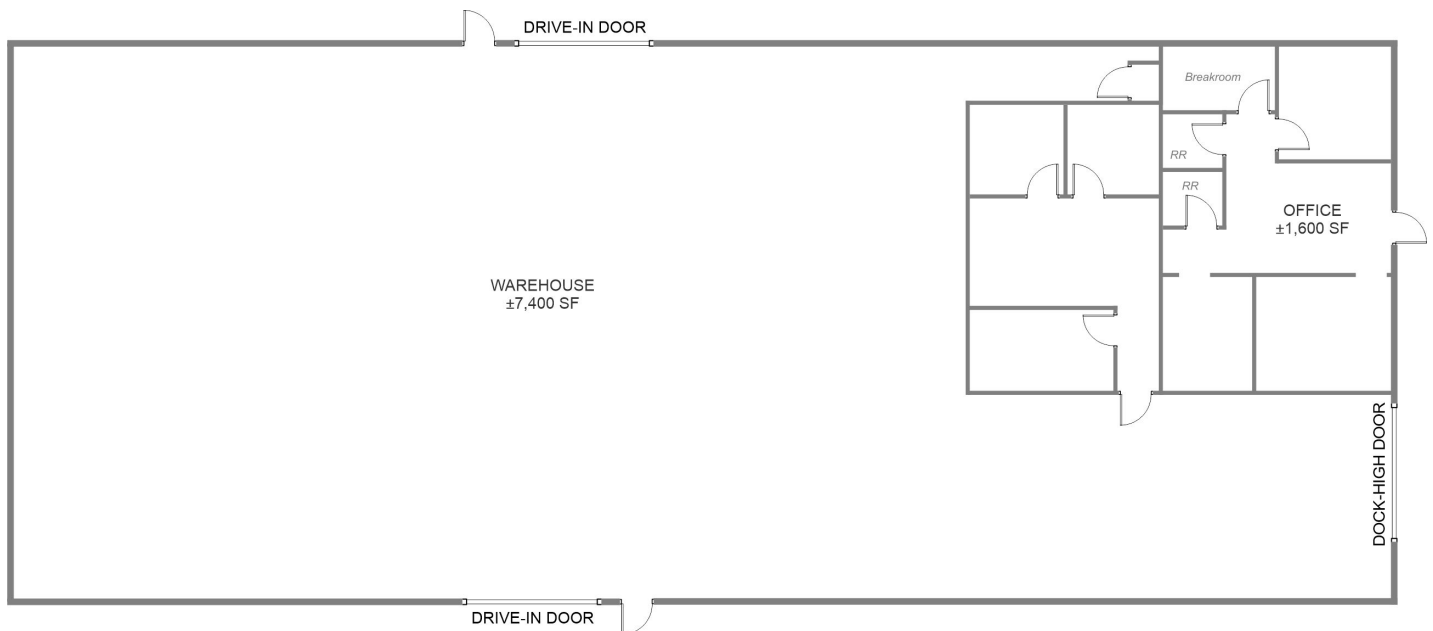 DRIVE-IN DOOR
Breakroom
RR
RR
OFFICE
±1,600 SF
WAREHOUSE
±7,400 SF
DOCK-HIGH DOOR
DRIVE-IN DOOR